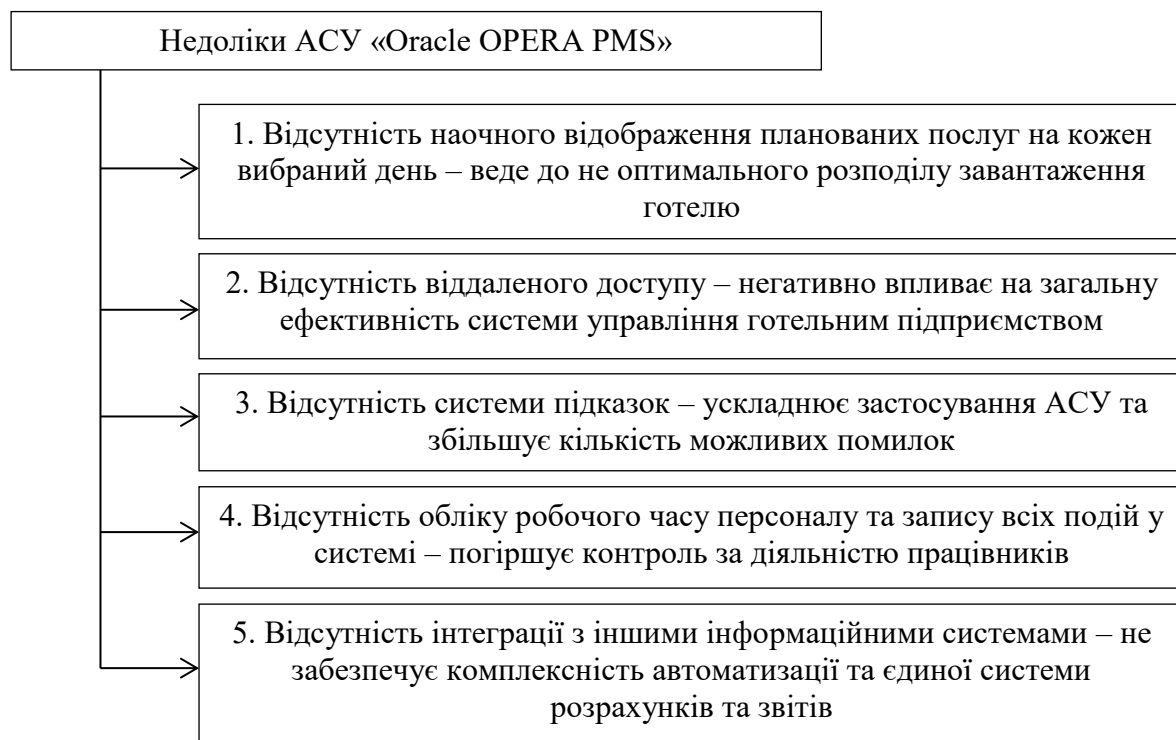 Недоліки АСУ «Oracle OPERA PMS»
1. Відсутність наочного відображення планованих послуг на кожен
вибраний день – веде до не оптимального розподілу завантаження
готелю
2. Відсутність віддаленого доступу – негативно впливає на загальну
ефективність системи управління готельним підприємством
3. Відсутність системи підказок – ускладнює застосування АСУ та
збільшує кількість можливих помилок
4. Відсутність обліку робочого часу персоналу та запису всіх подій у
системі – погіршує контроль за діяльністю працівників
5. Відсутність інтеграції з іншими інформаційними системами – не
забезпечує комплексність автоматизації та єдиної системи
розрахунків та звітів